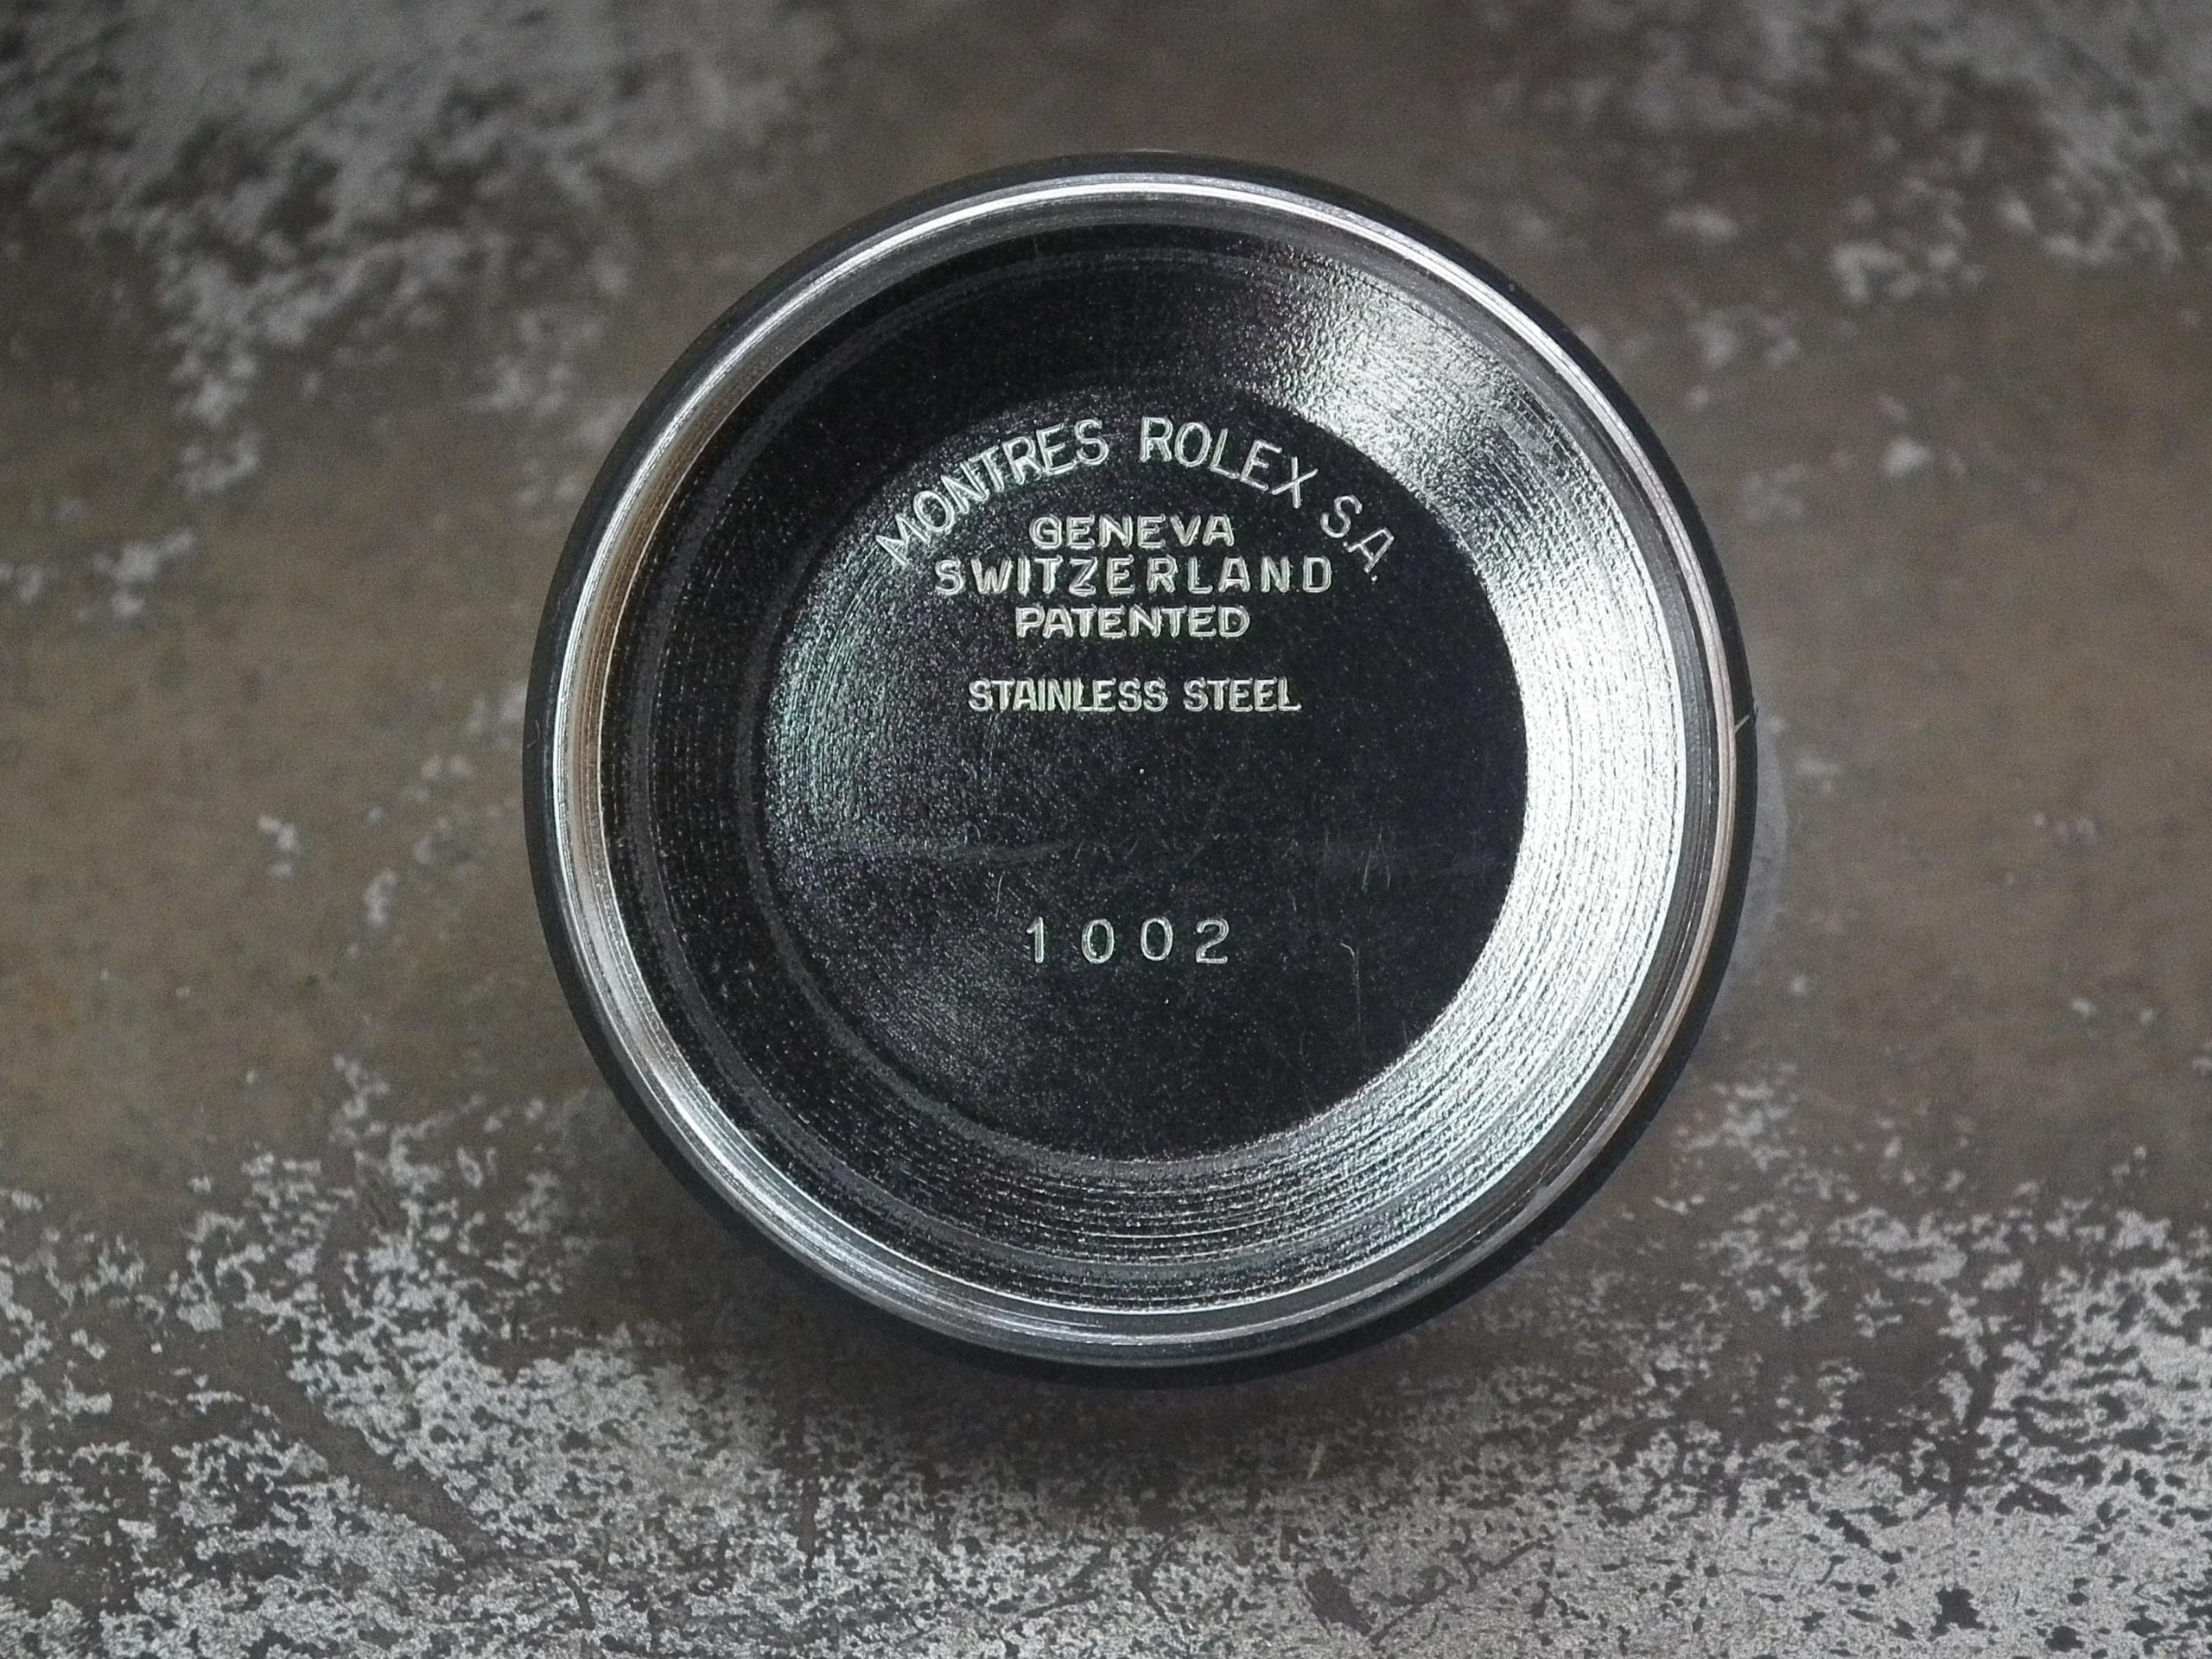 MONTRES ROLEX S.A.
GENEVA
SWITZERLAND
PATENTED
STAINLESS STEEL
1002